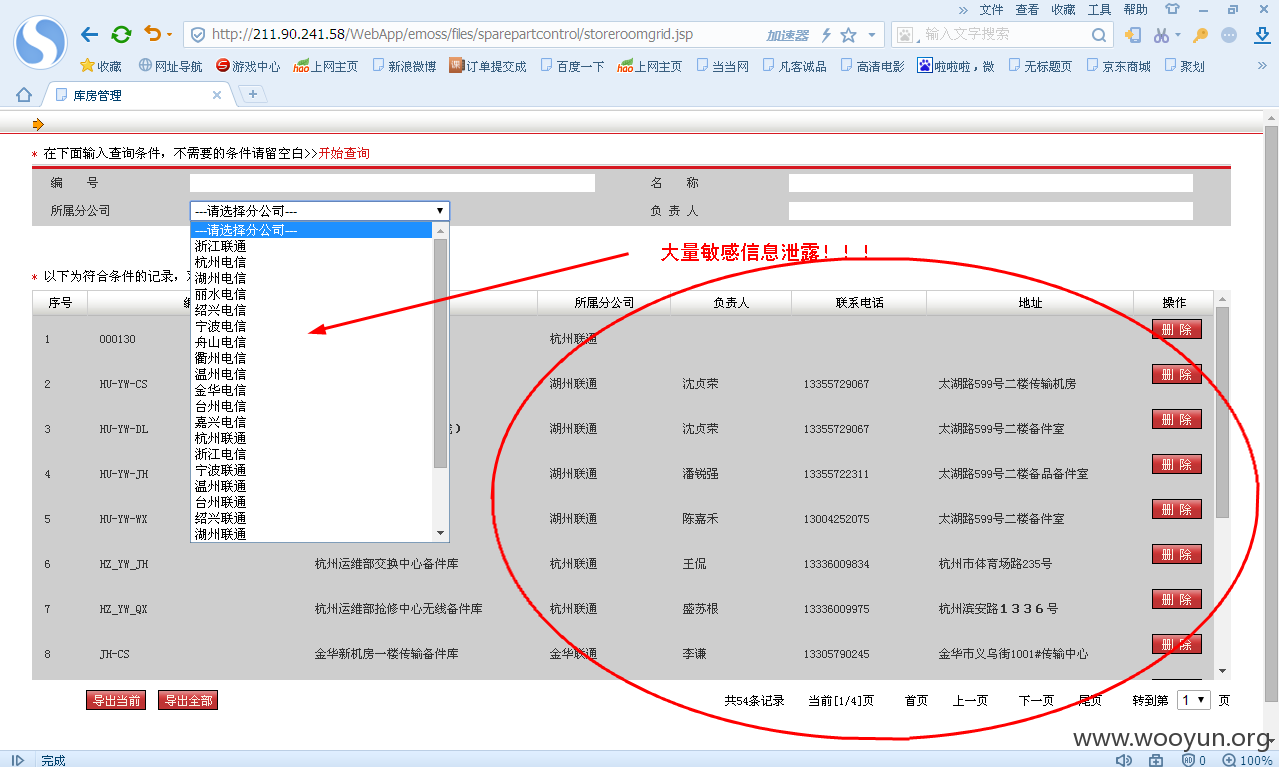 » 文件 查看 收藏 工具 帮助
http://211.90.241.58/WebApp/emoss/files/sparepartcontrol/storeroomgrid.jsp 加速器 输入文字搜索
收藏 网址导航 游戏中心 hao上网主页 新浪微博 订单提交成 百度一下 hao上网主页 当当网 凡客诚品 高清电影 啦啦啦，微 无标题页 京东商城 聚划 »
库房管理
* 在下面输入查询条件，不需要的条件请留空白>>开始查询
编 号 名 称
所属分公司 ---请选择分公司--- 负 责 人
---请选择分公司---
浙江联通
杭州电信
湖州电信
丽水电信
绍兴电信
宁波电信
舟山电信
衢州电信
温州电信
金华电信
台州电信
嘉兴电信
杭州联通
浙江电信
宁波联通
温州联通
台州联通
绍兴联通
湖州联通
大量敏感信息泄露！！！
* 以下为符合条件的记录，
序号 所属分公司 负责人 联系电话 地址 操作
1 000130 杭州联通 删 除
2 HU-YW-CS 湖州联通 沈贞荣 13355729067 太湖路599号二楼传输机房 删 除
3 HU-YW-DL ) 湖州联通 沈贞荣 13355729067 太湖路599号二楼备件室 删 除
4 HU-YW-JH 湖州联通 潘锐强 13355722311 太湖路599号二楼备品备件室 删 除
5 HU-YW-WX 湖州联通 陈嘉禾 13004252075 太湖路599号二楼备件室 删 除
6 HZ_YW_JH 杭州运维部交换中心备件库 杭州联通 王侃 13336009834 杭州市体育场路235号 删 除
7 HZ_YW_QX 杭州运维部抢修中心无线备件库 杭州联通 盛苏根 13336009975 杭州滨安路１３３６号 删 除
8 JH-CS 金华新机房一楼传输备件库 金华联通 李谦 13305790245 金华市义乌街1001#传输中心 删 除
导出当前 导出全部 共54条记录 当前[1/4]页 首页 上一页 下一页 尾页 转到第 1 页
www.wooyun.org
完成 0 100%